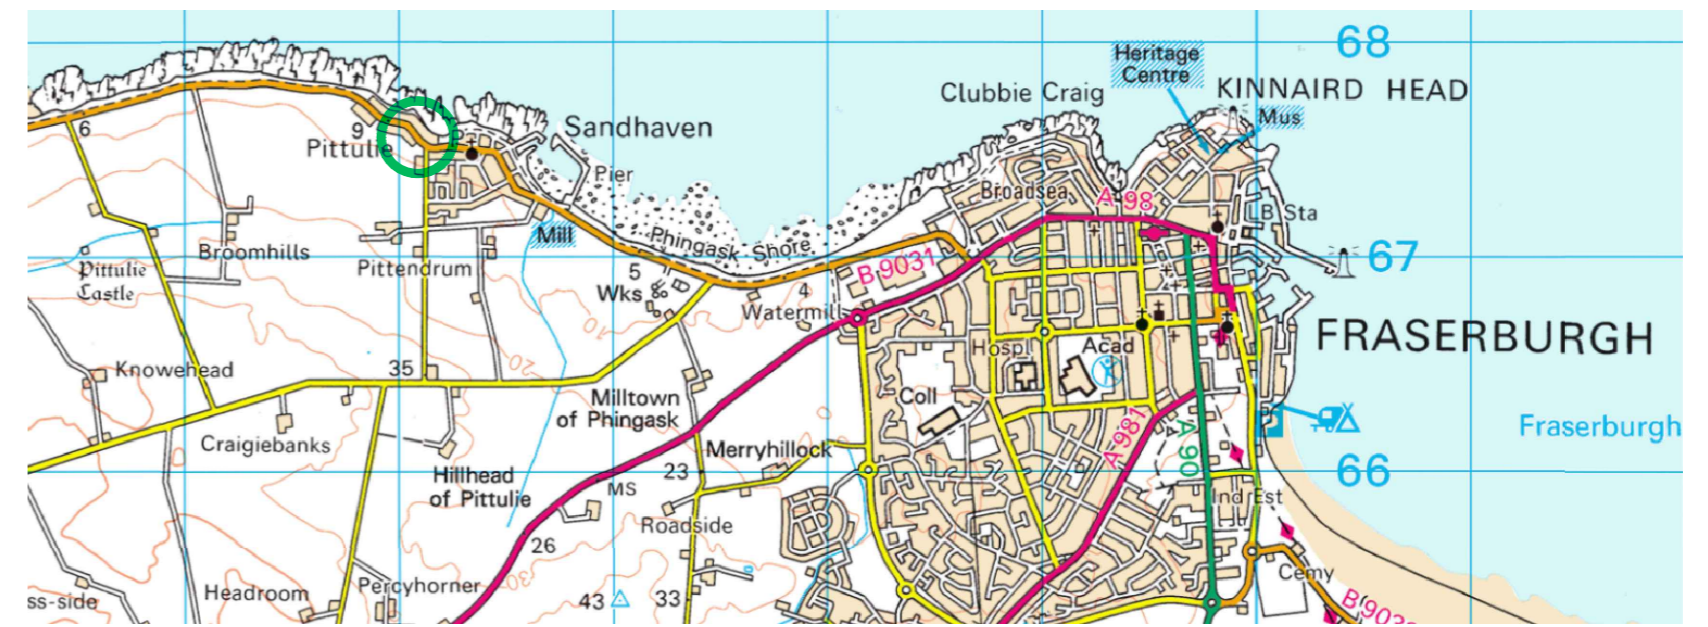 68
Heritage
Centre
KINNAIRD HEAD
Clubbie Craig
Mus
6
9
Pittulie
P
Sandhaven
Pier
Broadsea
A 98
LB Sta
Mill
Phingask Shore
Broomhills
Pittulie
Castle
Pittendrum
5
Wks
4
B 9031
67
Watermill
FRASERBURGH
Hospl
Acad
Knowehead
35
Milltown
of Phingask
Coll
Craigiebanks
Merryhillock
A 981
A 90
Fraserburgh
Hillhead
of Pittulie
MS
23
66
Ind Est
Roadside
26
10
20
30
Headroom
Percyhorner
43
33
Cemy
ss-side